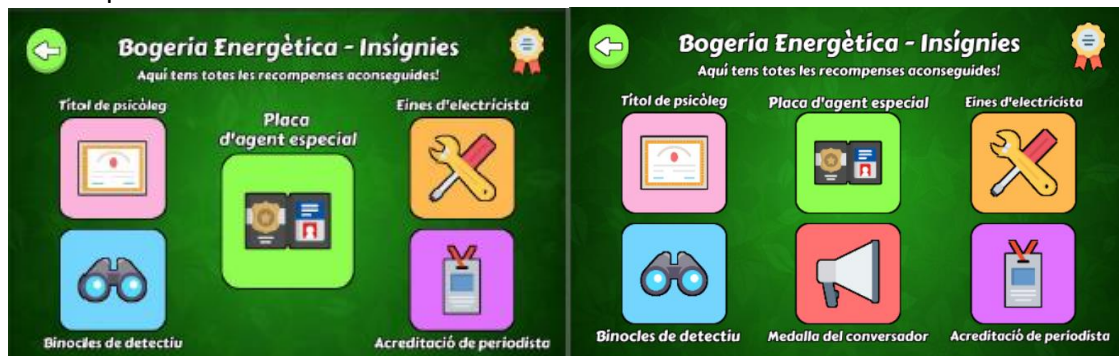 Bogeria Energètica - Insígnies
Aquí tens totes les recompenses aconseguides!
Títol de psicòleg
Placa
d'agent especial
Eines d'electricista
Binocles de detectiu
Acreditació de periodista
Bogeria Energètica - Insígnies
Aquí tens totes les recompenses aconseguides!
Títol de psicòleg
Placa d'agent especial
Eines d'electricista
Binocles de detectiu
Medalla del conversador
Acreditació de periodista